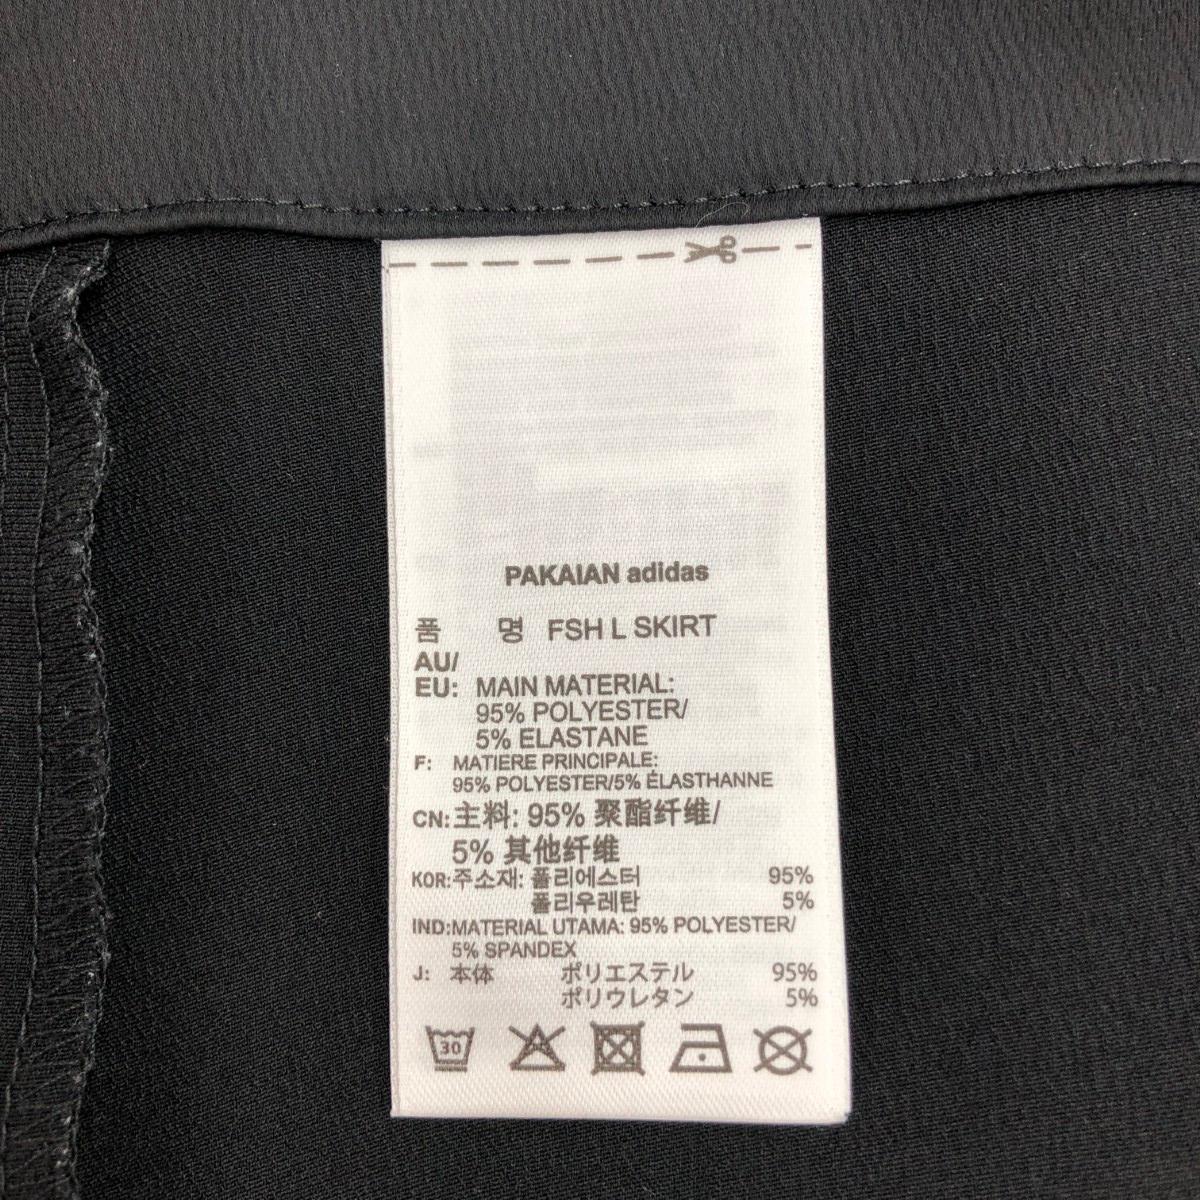 PAKAIAN adidas
품 명 FSH L SKIRT
AU/
EU: MAIN MATERIAL:
95% POLYESTER/
5% ELASTANE
F: MATIERE PRINCIPALE:
95% POLYESTER/5% ÉLASTHANNE
CN:主料: 95% 聚酯纤维/
5% 其他纤维
KOR:주소재: 폴리에스터 95%
폴리우레탄 5%
IND:MATERIAL UTAMA: 95% POLYESTER/
5% SPANDEX
J: 本体 ポリエステル 95%
ポリウレタン 5%
30